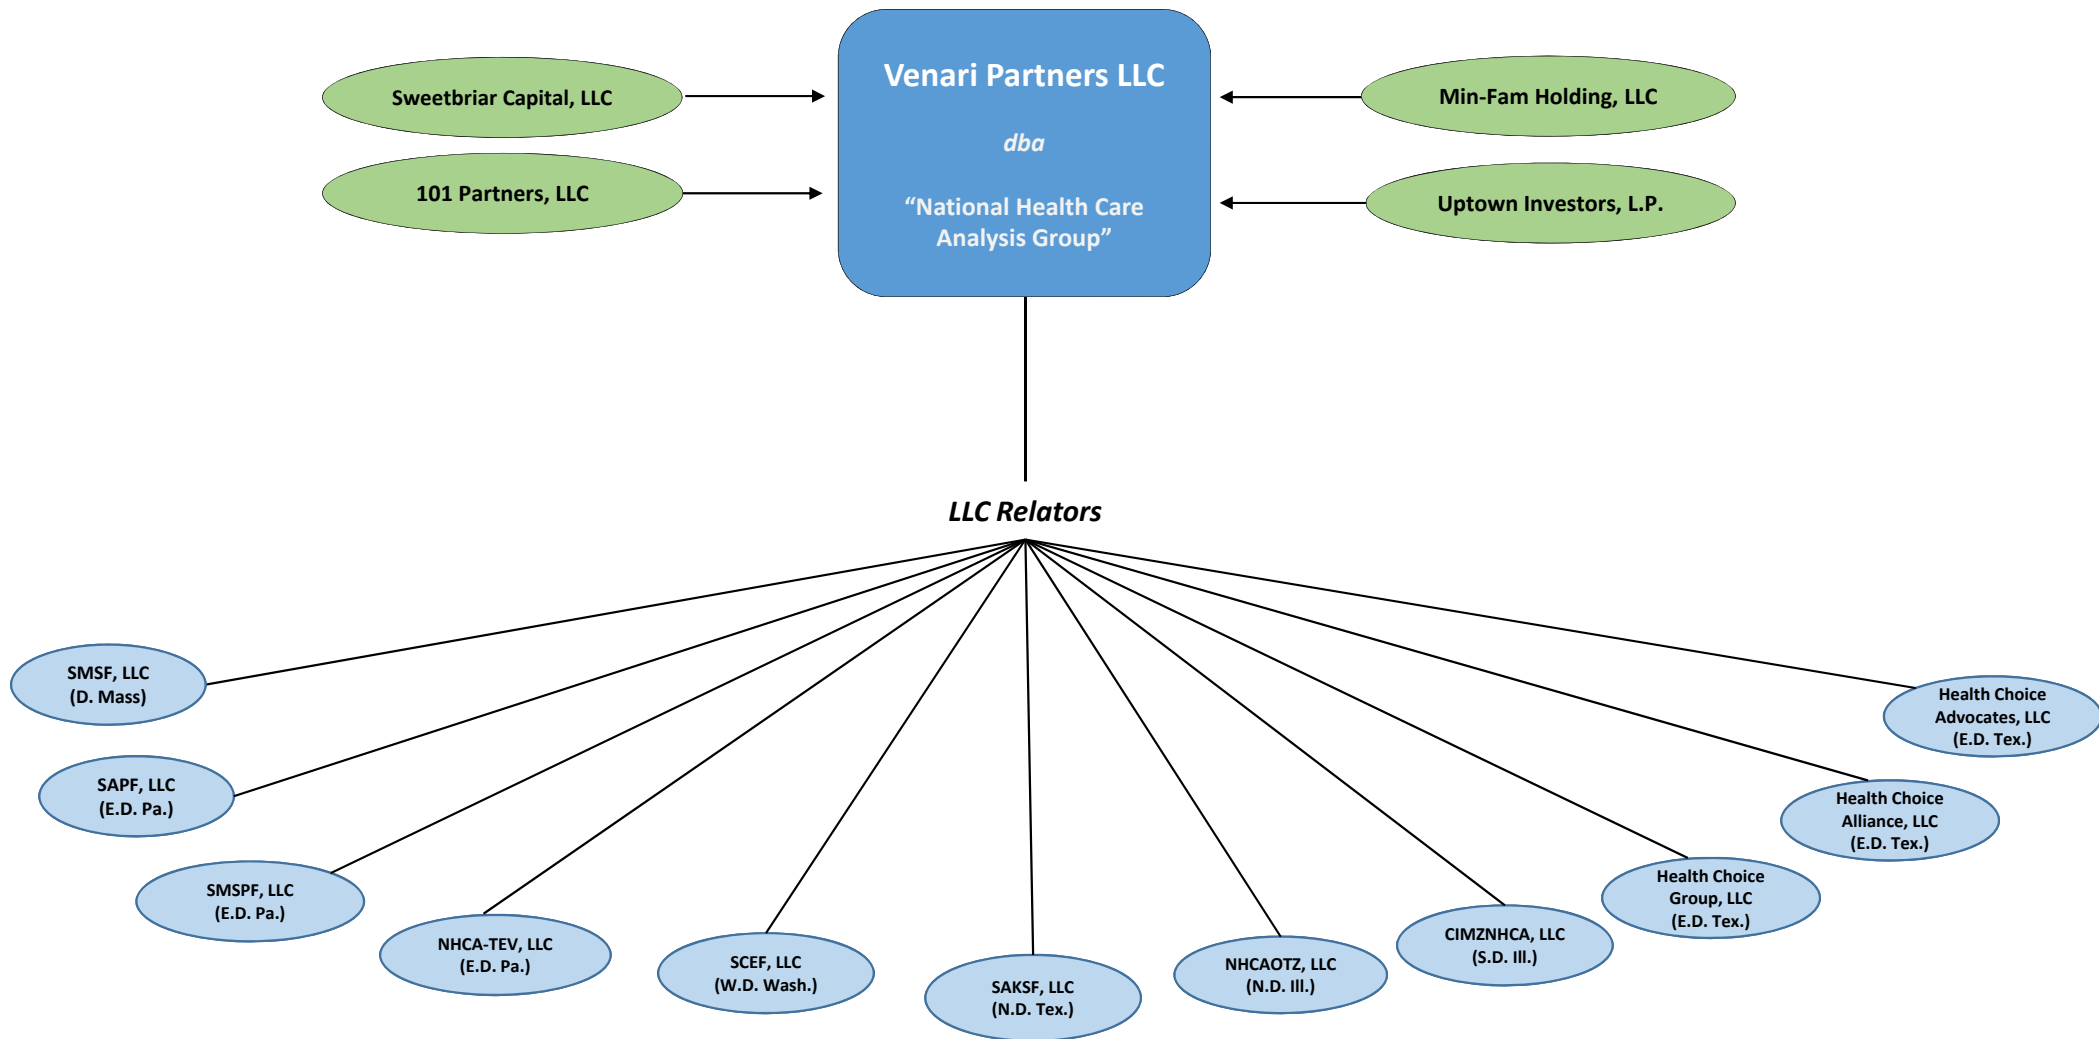 Venari Partners LLC
dba
“National Health Care
Analysis Group”
Sweetbriar Capital, LLC
101 Partners, LLC
Min-Fam Holding, LLC
Uptown Investors, L.P.
LLC Relators
SMSF, LLC
(D. Mass)
SAPF, LLC
(E.D. Pa.)
SMSPF, LLC
(E.D. Pa.)
NHCA-TEV, LLC
(E.D. Pa.)
SCEF, LLC
(W.D. Wash.)
SAKSF, LLC
(N.D. Tex.)
NHCAOTZ, LLC
(N.D. Ill.)
CIMZNHCA, LLC
(S.D. Ill.)
Health Choice
Group, LLC
(E.D. Tex.)
Health Choice
Alliance, LLC
(E.D. Tex.)
Health Choice
Advocates, LLC
(E.D. Tex.)